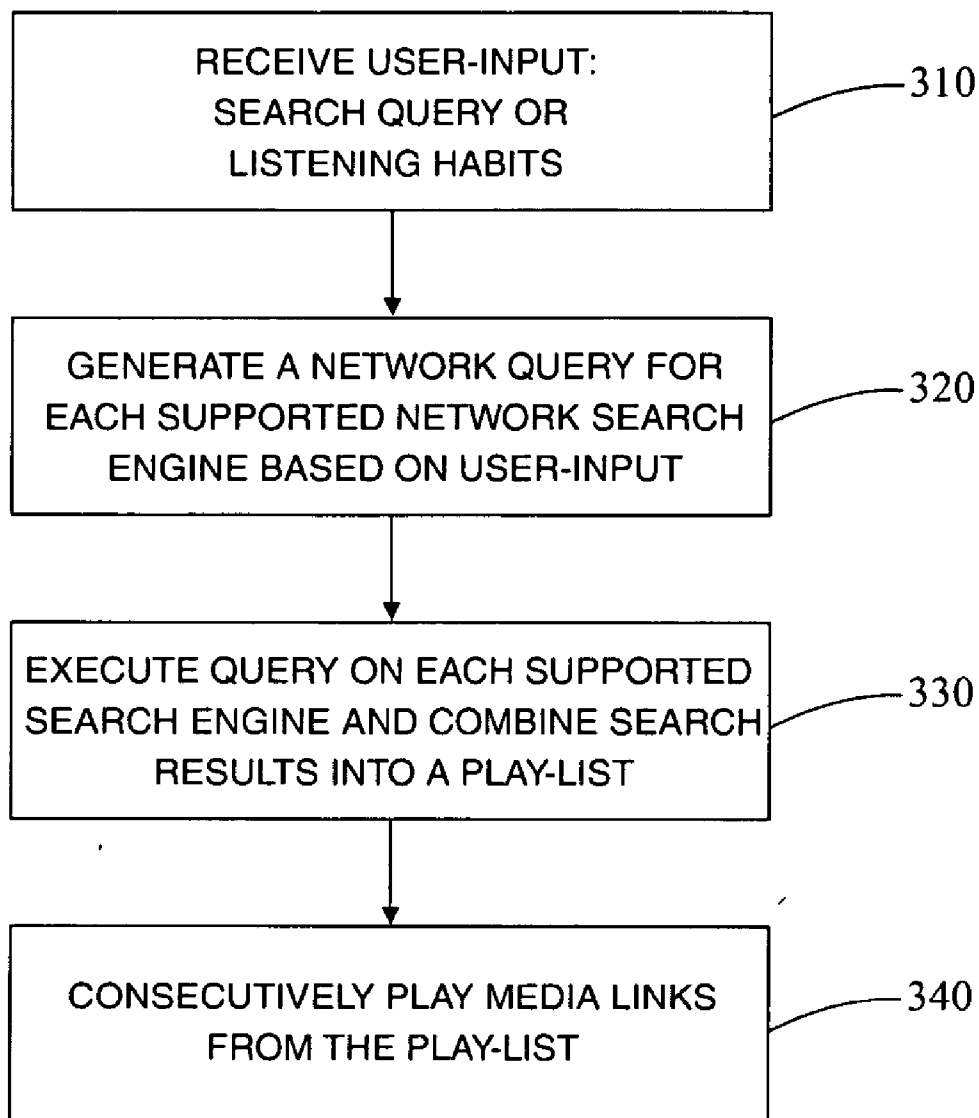 RECEIVE USER-INPUT:
SEARCH QUERY OR
LISTENING HABITS
310
GENERATE A NETWORK QUERY FOR
EACH SUPPORTED NETWORK SEARCH
ENGINE BASED ON USER-INPUT
320
EXECUTE QUERY ON EACH SUPPORTED
SEARCH ENGINE AND COMBINE SEARCH
RESULTS INTO A PLAY-LIST
330
CONSECUTIVELY PLAY MEDIA LINKS
FROM THE PLAY-LIST
340